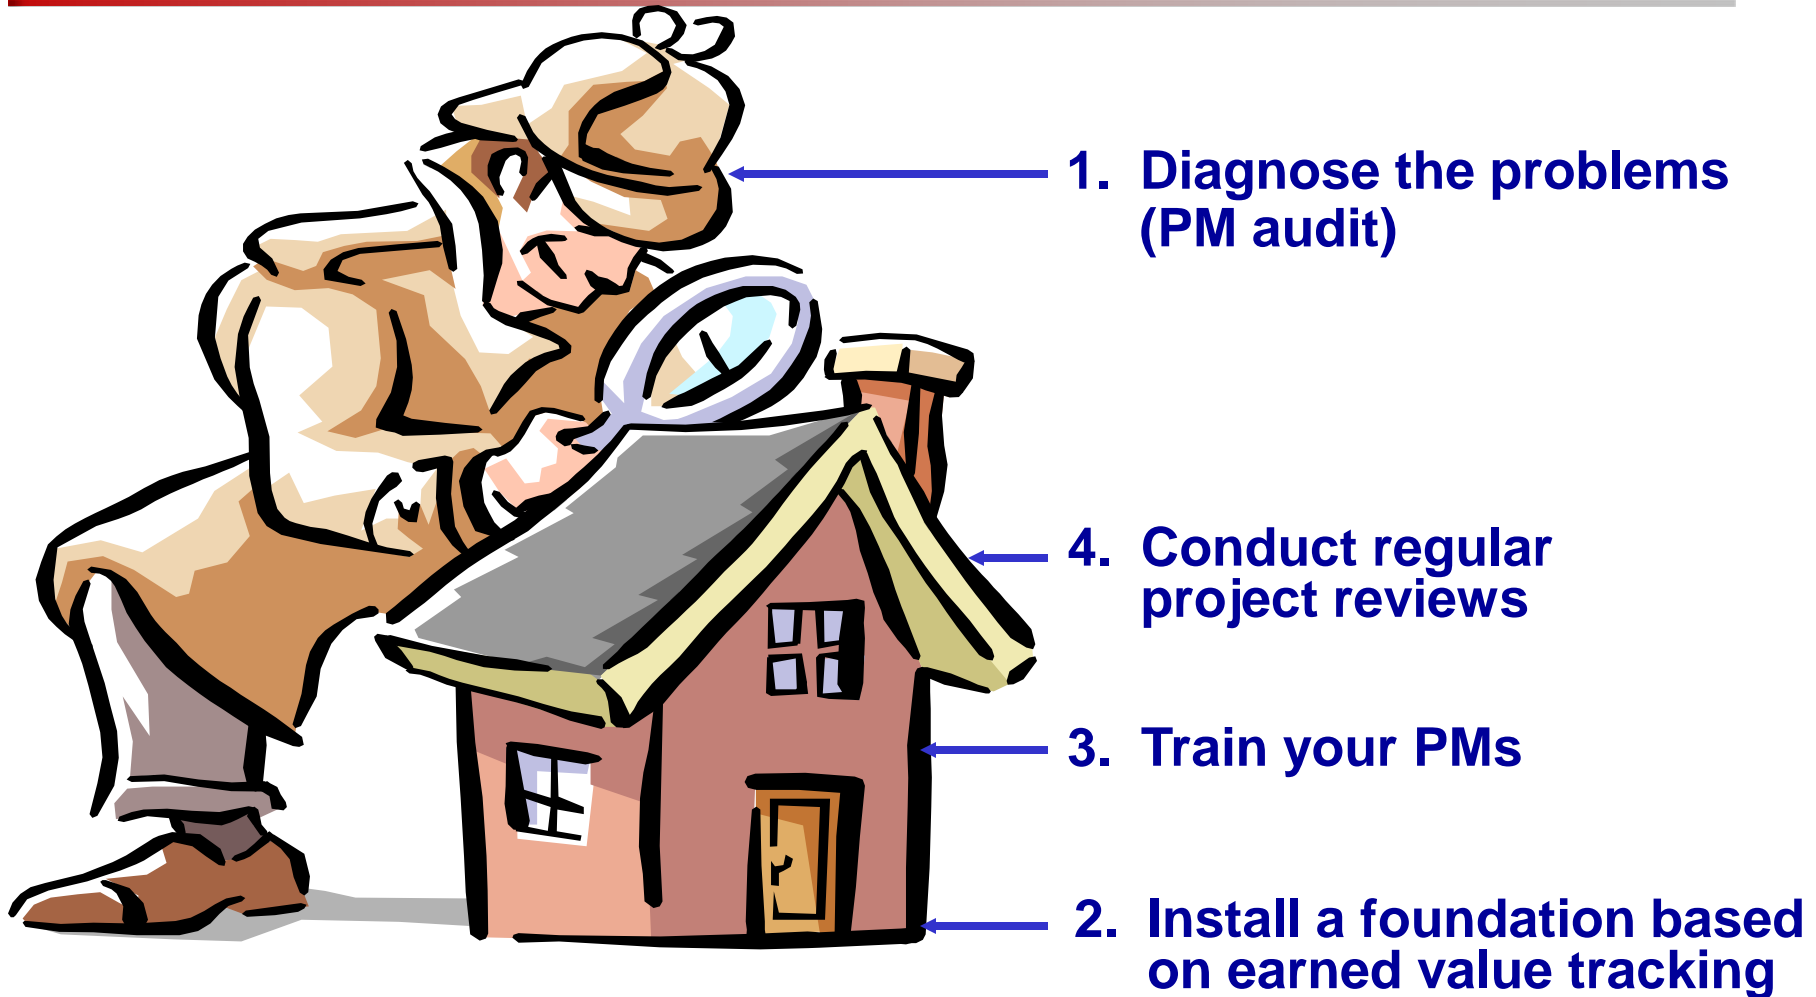 1. Diagnose the problems
(PM audit)
4. Conduct regular
project reviews
3. Train your PMs
2. Install a foundation based
on earned value tracking